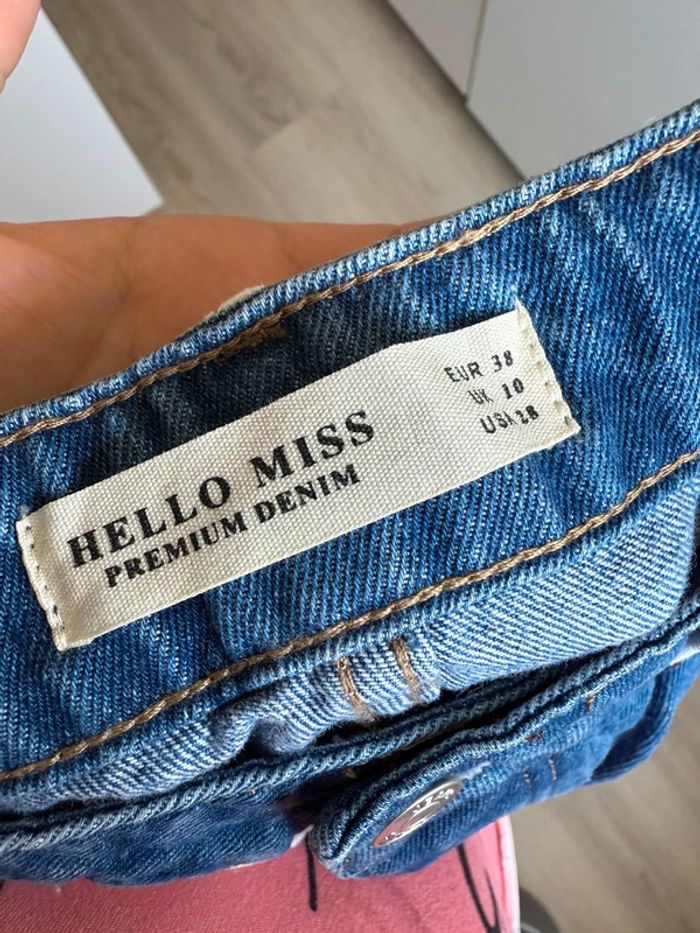 HELLO MISS
PREMIUM DENIM
EUR 38
UK 10
USA 28